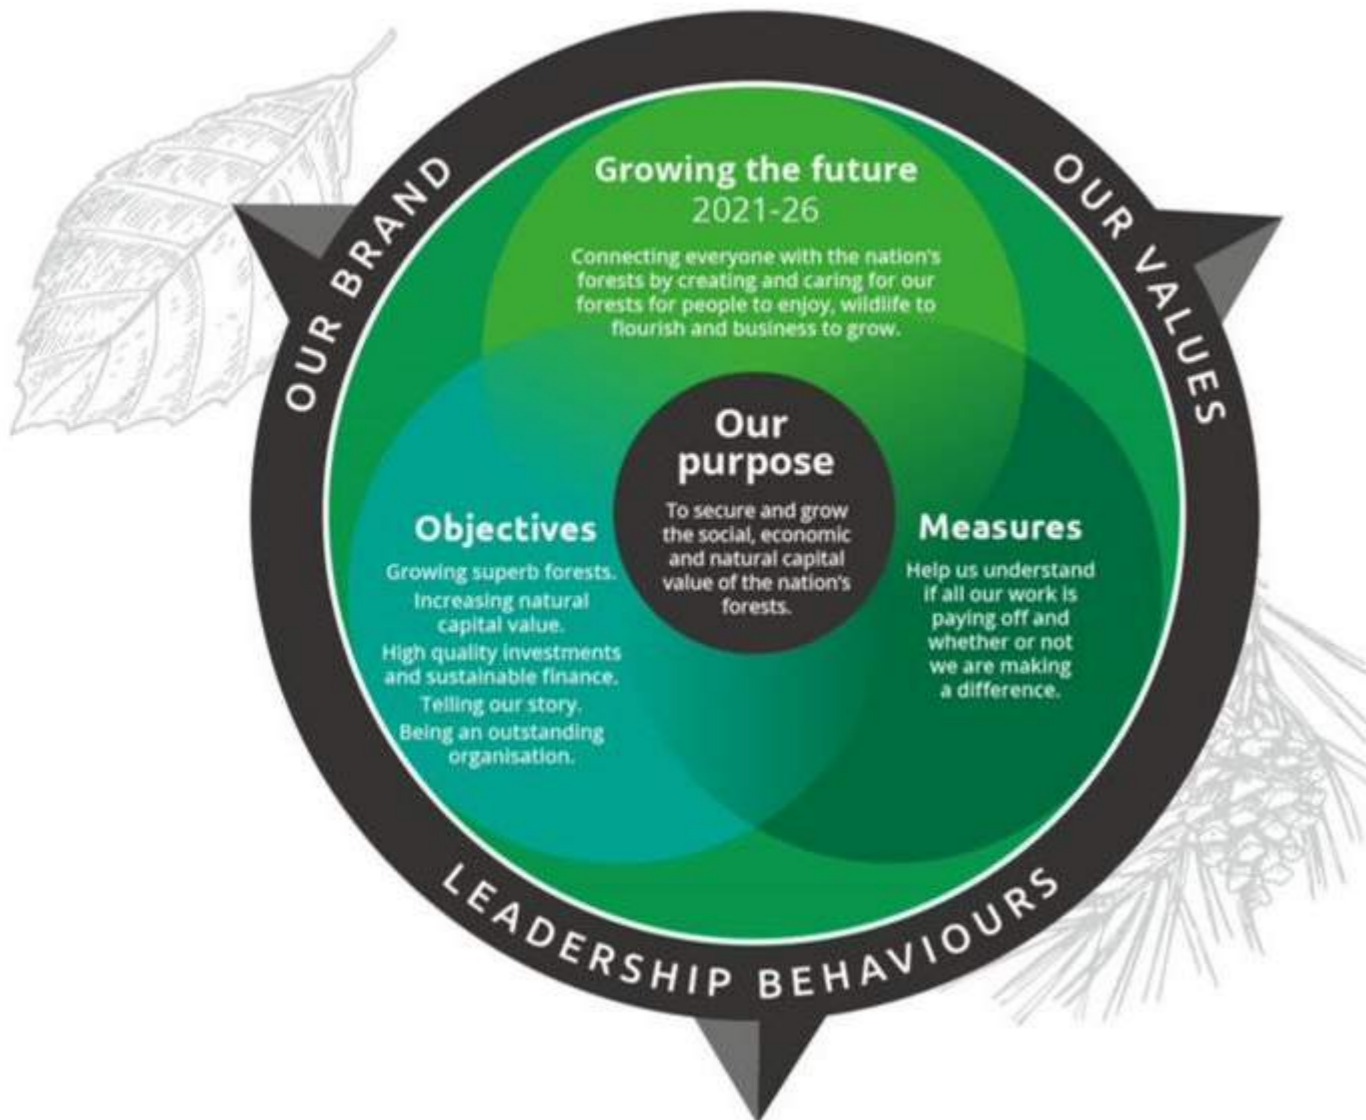 OUR BRAND
OUR VALUES
Growing the future
2021-26
Connecting everyone with the nation's
forests by creating and caring for our
forests for people to enjoy, wildlife to
flourish and business to grow.
Our
purpose
To secure and grow
the social, economic
and natural capital
value of the nation's
forests.
Objectives
Growing superb forests.
Increasing natural
capital value.
High quality investments
and sustainable finance.
Telling our story.
Being an outstanding
organisation.
Measures
Help us understand
if all our work is
paying off and
whether or not
we are making
a difference.
LEADERSHIP BEHAVIOURS